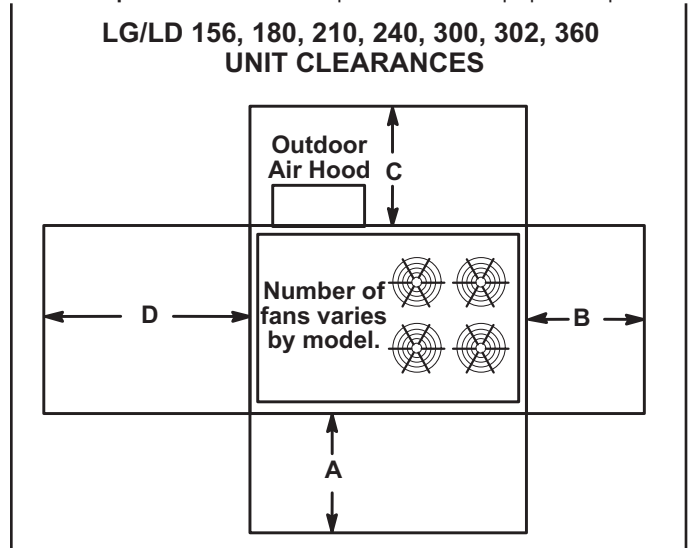 LG/LD 156, 180, 210, 240, 300, 302, 360
UNIT CLEARANCES
Outdoor
Air Hood
C
Number of
fans varies
by model.
D
B
A